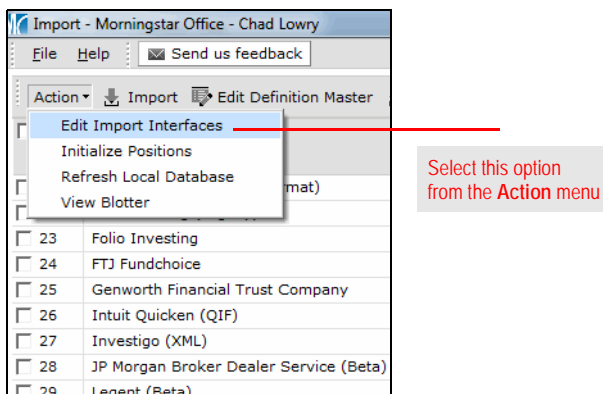 Import - Morningstar Office - Chad Lowry
File Help Send us feedback
Action Import Edit Definition Master
Edit Import Interfaces
Initialize Positions
Refresh Local Database
View Blotter
Select this option
from the Action menu
mat)
23 Folio Investing
24 FTJ Fundchoice
25 Genworth Financial Trust Company
26 Intuit Quicken (QIF)
27 Investigo (XML)
28 JP Morgan Broker Dealer Service (Beta)
29 Legent (Beta)